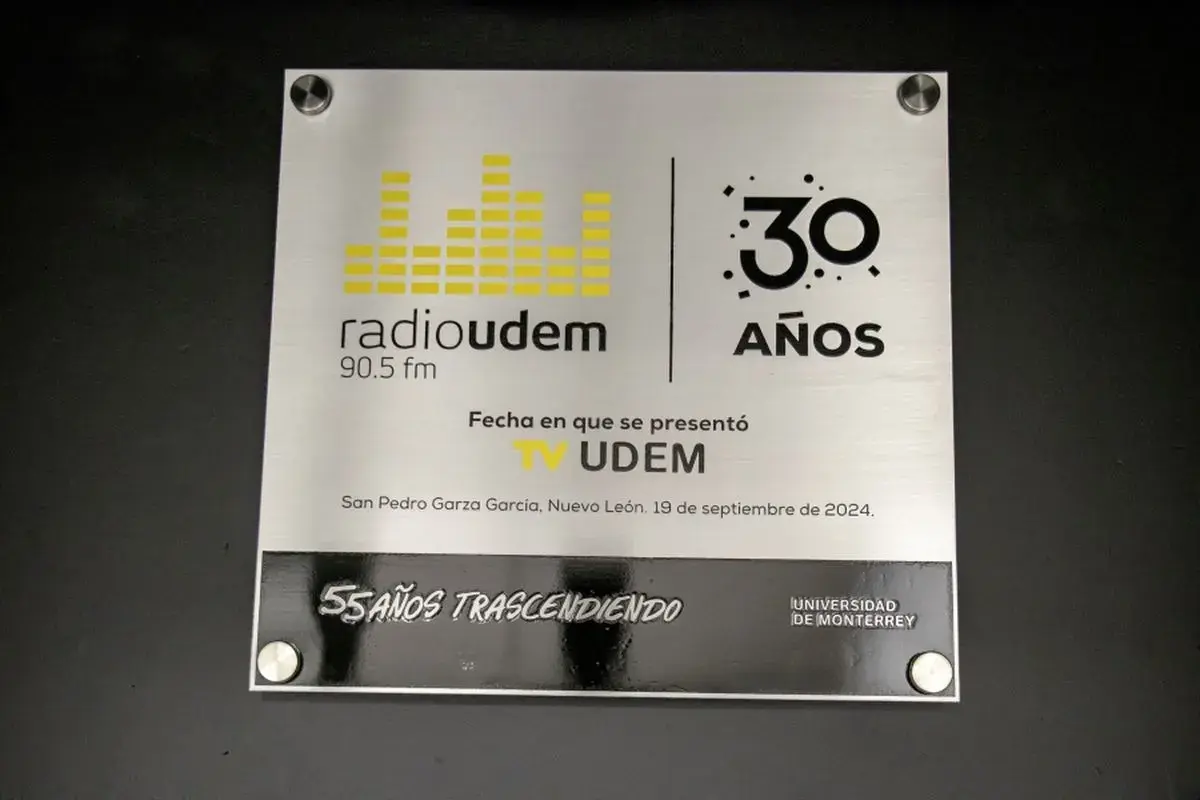 radioudem
90.5 fm
30
AÑOS
Fecha en que se presentó
TV UDEM
San Pedro Garza García, Nuevo León. 19 de septiembre de 2024.
55 AÑOS TRASCENDIENDO
UNIVERSIDAD
DE MONTERREY